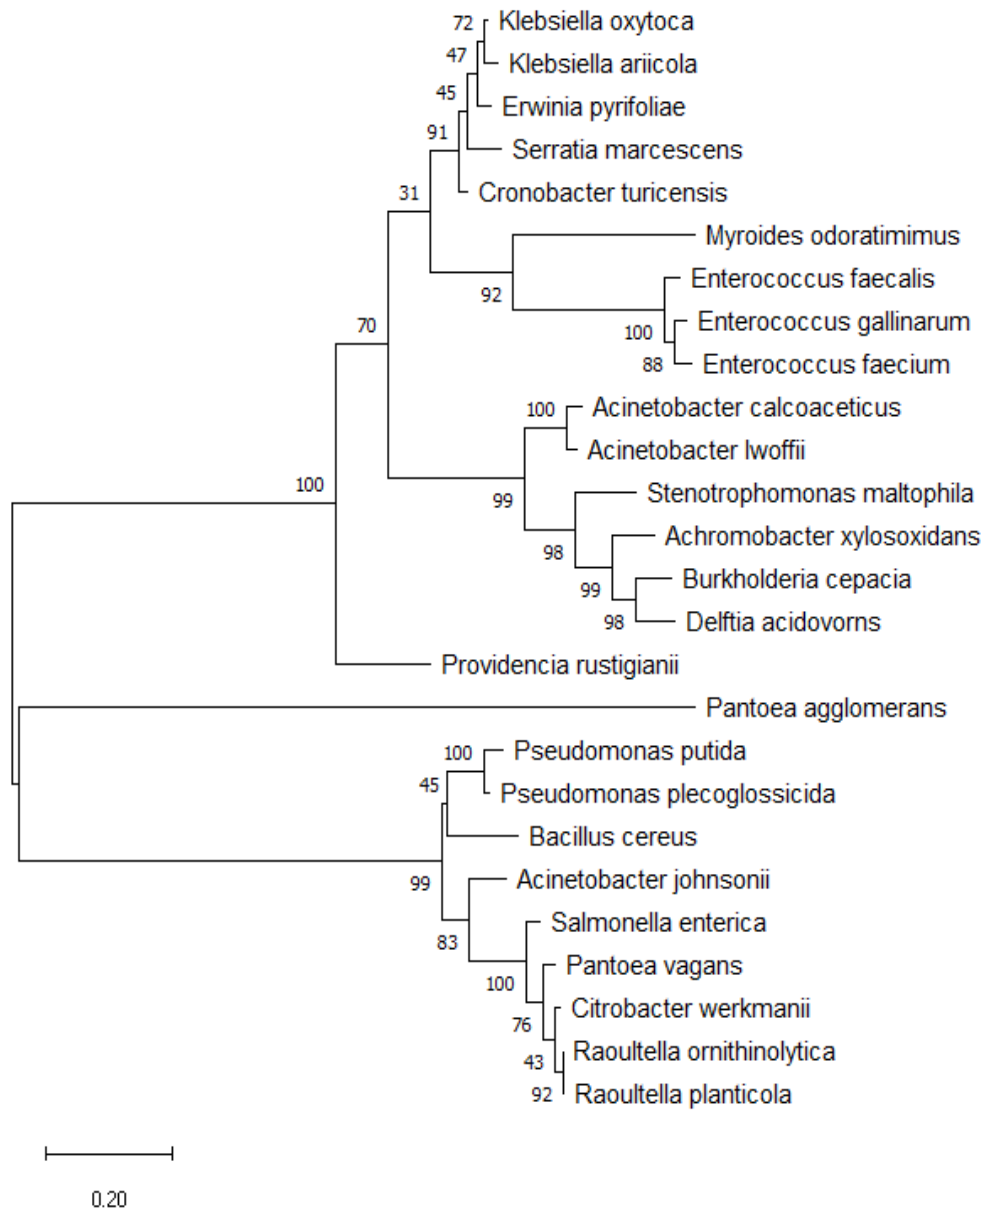 72 Klebsiella oxytoca
47
Klebsiella ariicola
45
Erwinia pyrifoliae
91
Serratia marcescens
31 Cronobacter turicensis
Myroides odoratimimus
Enterococcus faecalis
92
Enterococcus gallinarum
70 100
88 Enterococcus faecium
100 Acinetobacter calcoaceticus
Acinetobacter lwoffii
100 Stenotrophomonas maltophila
99
Achromobacter xylosoxidans
98
Burkholderia cepacia
99
98 Delftia acidovorns
Providencia rustigianii
Pantoea agglomerans
100 Pseudomonas putida
45 Pseudomonas plecoglossicida
Bacillus cereus
99 Acinetobacter johnsonii
Salmonella enterica
83
Pantoea vagans
100
Citrobacter werkmanii
76
Raoultella ornithinolytica
43
92 Raoultella planticola
0.20